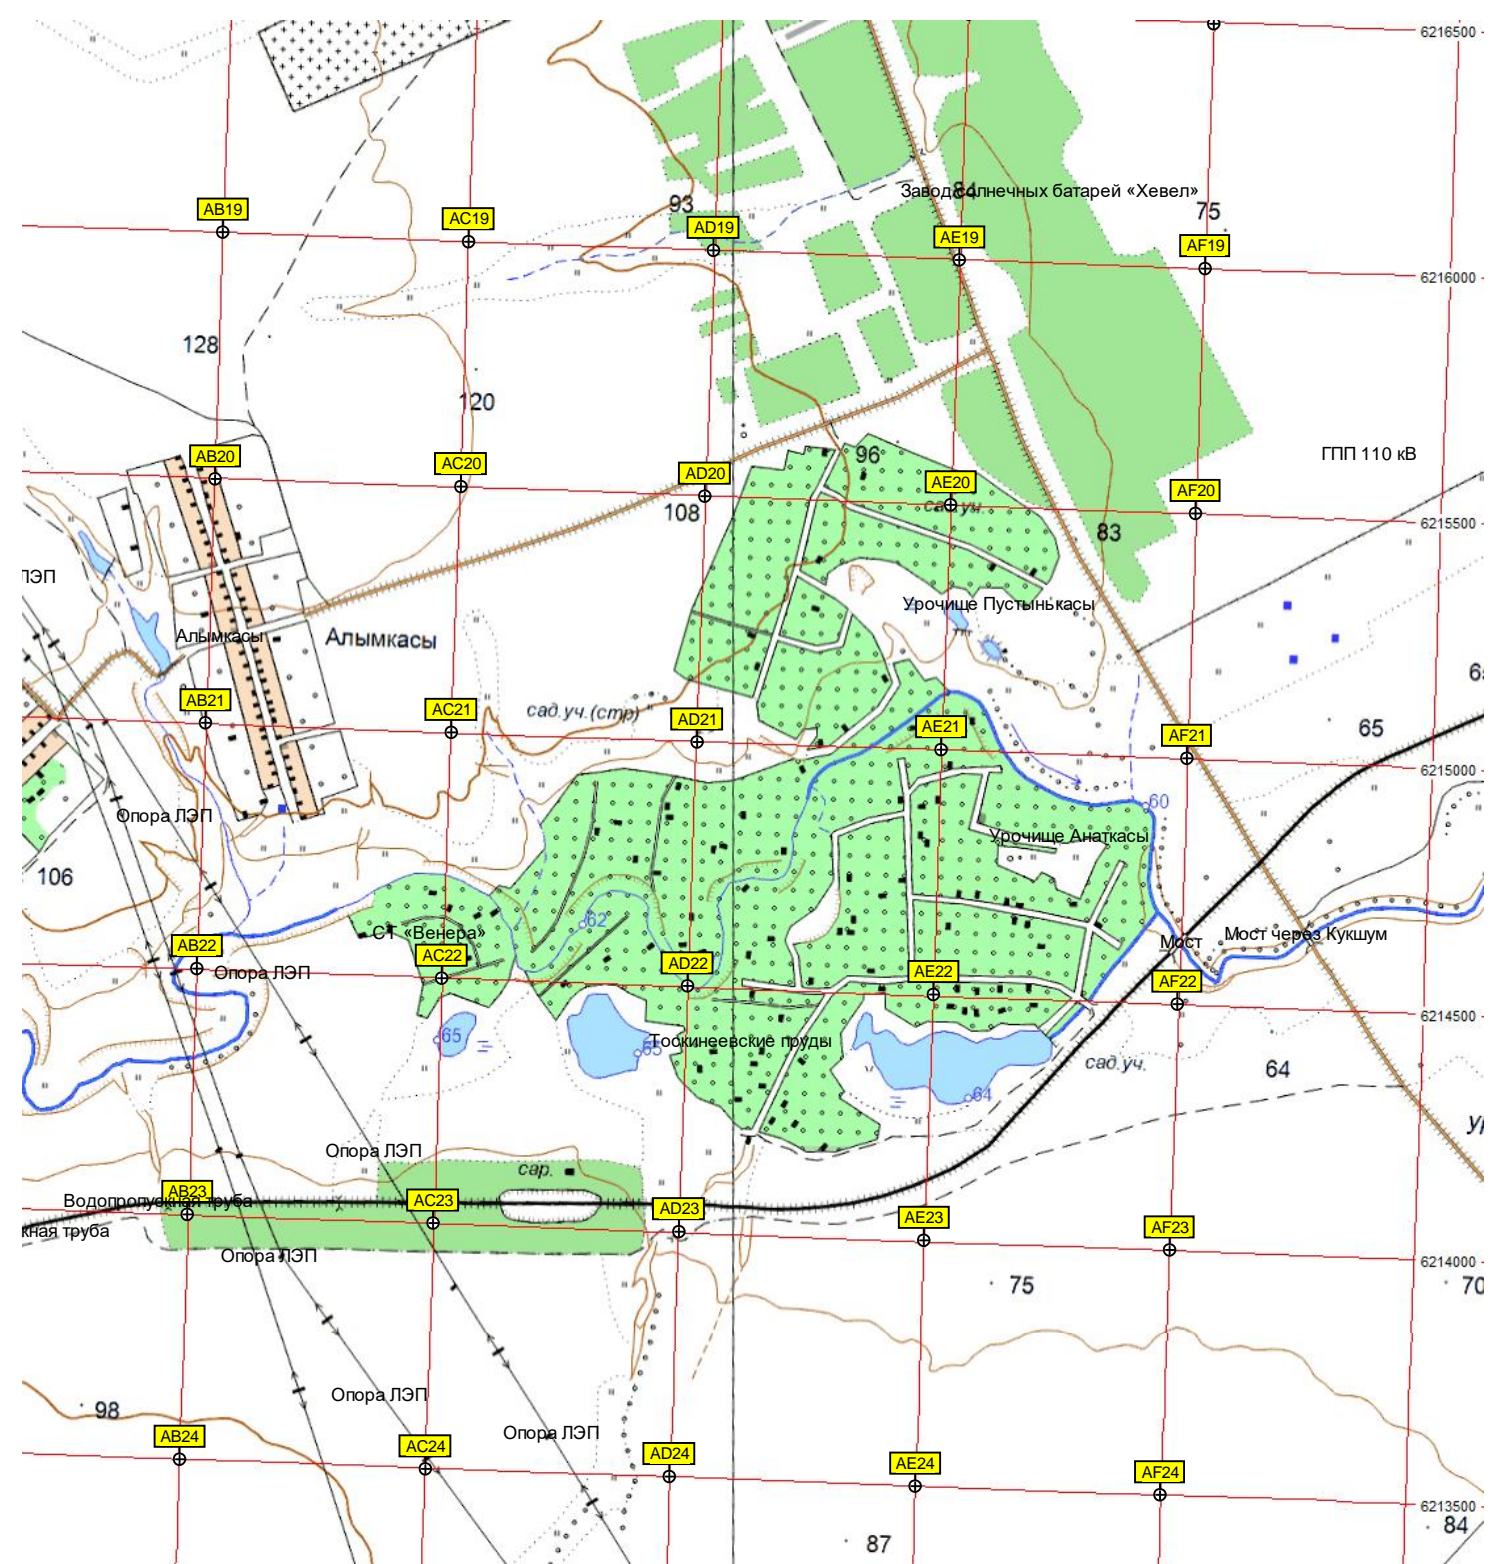 6216500
Завод солнечных батарей «Хевел»
84
93
75
AB19
AC19
AD19
AE19
AF19
6216000
128
120
96
ГПП 110 кВ
AB20
AC20
AD20
AE20
AF20
сад.уч.
108
6215500
83
ЛЭП
Урочище Пустынькасы
Алымкасы
Алымкасы
AB21
AC21
сад.уч.(стр)
AD21
AE21
AF21
65
6215000
60
Опора ЛЭП
Урочище Анаткасы
106
62
СТ «Венера»
Мост
Мост через Кукшум
AB22
AC22
AD22
AE22
AF22
Опора ЛЭП
6214500
65
65
Тоскинеевские пруды
сад.уч.
64
64
Опора ЛЭП
сар.
AB23
Водопропускная труба
AC23
AD23
AE23
AF23
жная труба
Опора ЛЭП
6214000
75
70
Опора ЛЭП
98
Опора ЛЭП
AB24
AC24
AD24
AE24
AF24
6213500
84
87